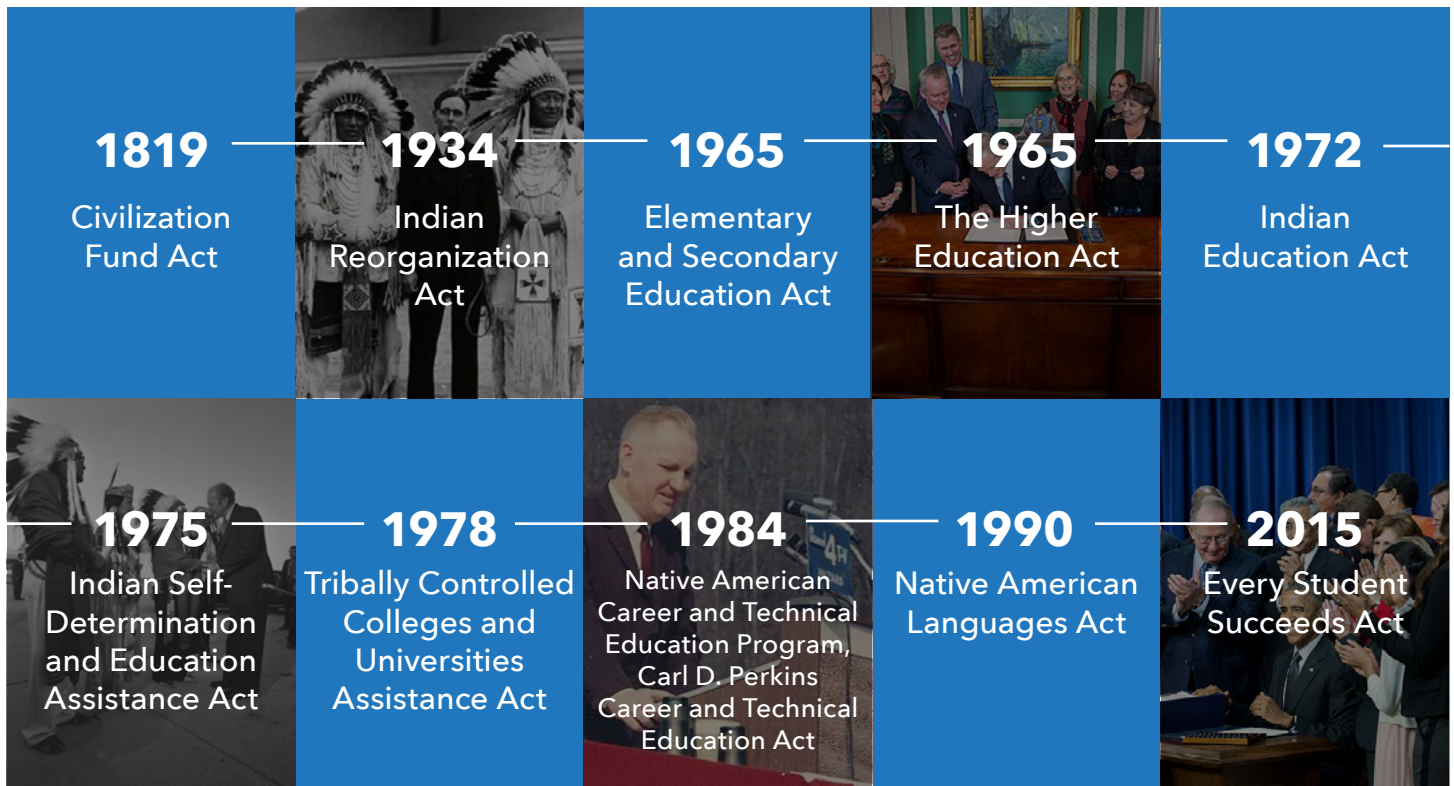 1819
Civilization
Fund Act
1934
Indian
Reorganization
Act
1965
Elementary
and Secondary
Education Act
1965
The Higher
Education Act
1972
Indian
Education Act
1975
Indian Self-
Determination
and Education
Assistance Act
1978
Tribally Controlled
Colleges and
Universities
Assistance Act
1984
Native American
Career and Technical
Education Program,
Carl D. Perkins
Career and Technical
Education Act
1990
Native American
Languages Act
2015
Every Student
Succeeds Act